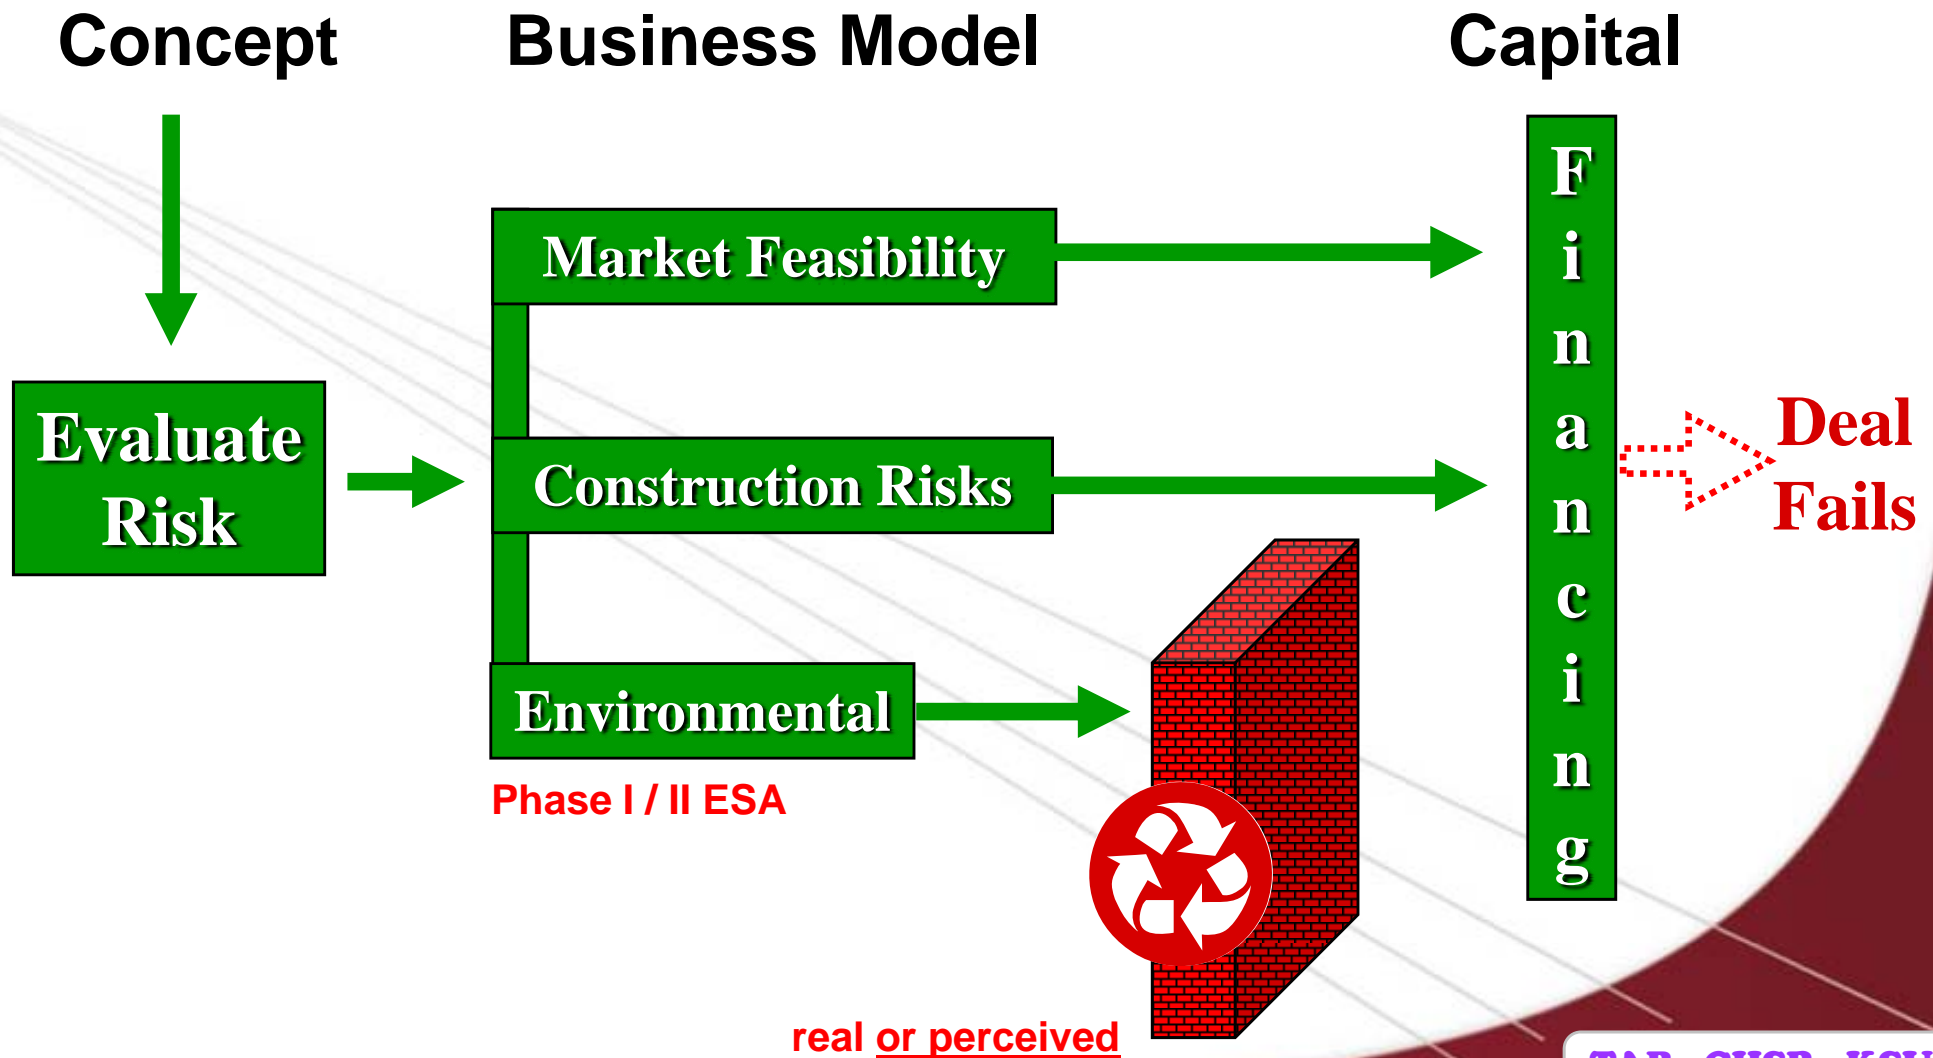 Concept
Business Model
Capital
Evaluate
Risk
Market Feasibility
Construction Risks
Environmental
Phase I / II ESA
real or perceived
Financing
Deal
Fails